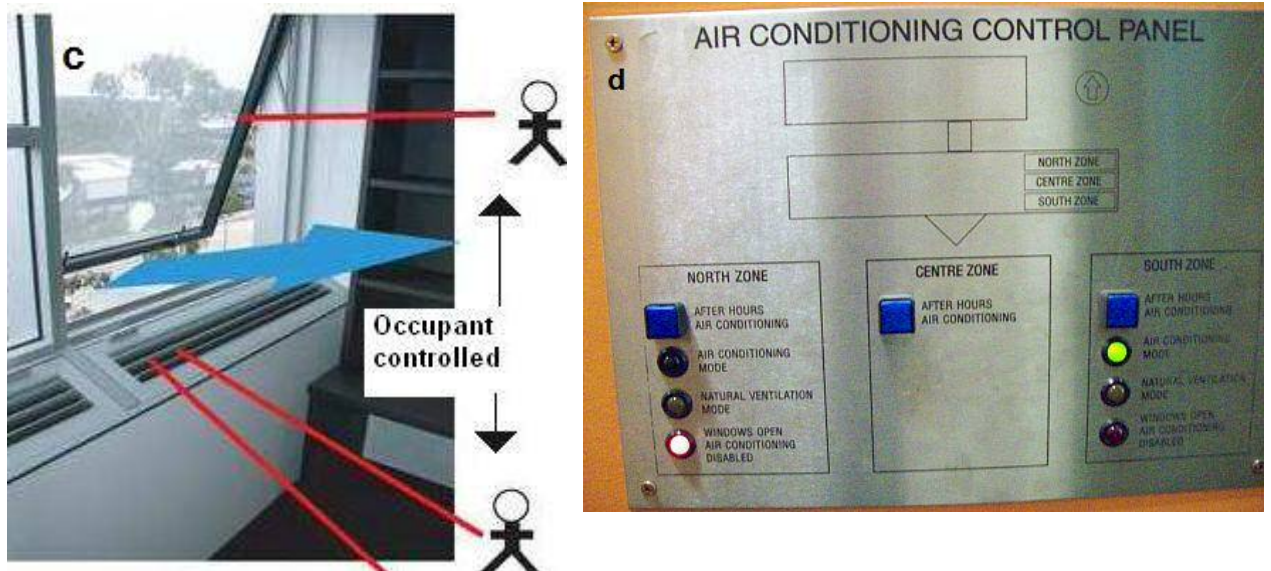 c
Occupant
controlled
d
AIR CONDITIONING CONTROL PANEL
NORTH ZONE
CENTRE ZONE
SOUTH ZONE
NORTH ZONE
AFTER HOURS
AIR CONDITIONING
AIR CONDITIONING
MODE
NATURAL VENTILATION
MODE
WINDOWS OPEN
AIR CONDITIONING
DISABLED
CENTRE ZONE
AFTER HOURS
AIR CONDITIONING
SOUTH ZONE
AFTER HOURS
AIR CONDITIONING
AIR CONDITIONING
MODE
NATURAL VENTILATION
MODE
WINDOWS OPEN
AIR CONDITIONING
DISABLED